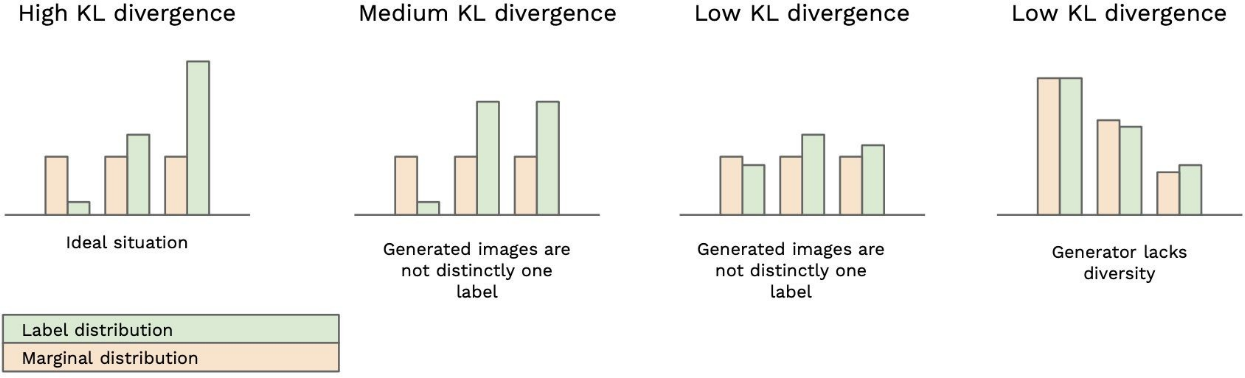 High KL divergence
Medium KL divergence
Low KL divergence
Low KL divergence
Ideal situation
Generated images are
not distinctly one
label
Generated images are
not distinctly one
label
Generator lacks
diversity
Label distribution
Marginal distribution